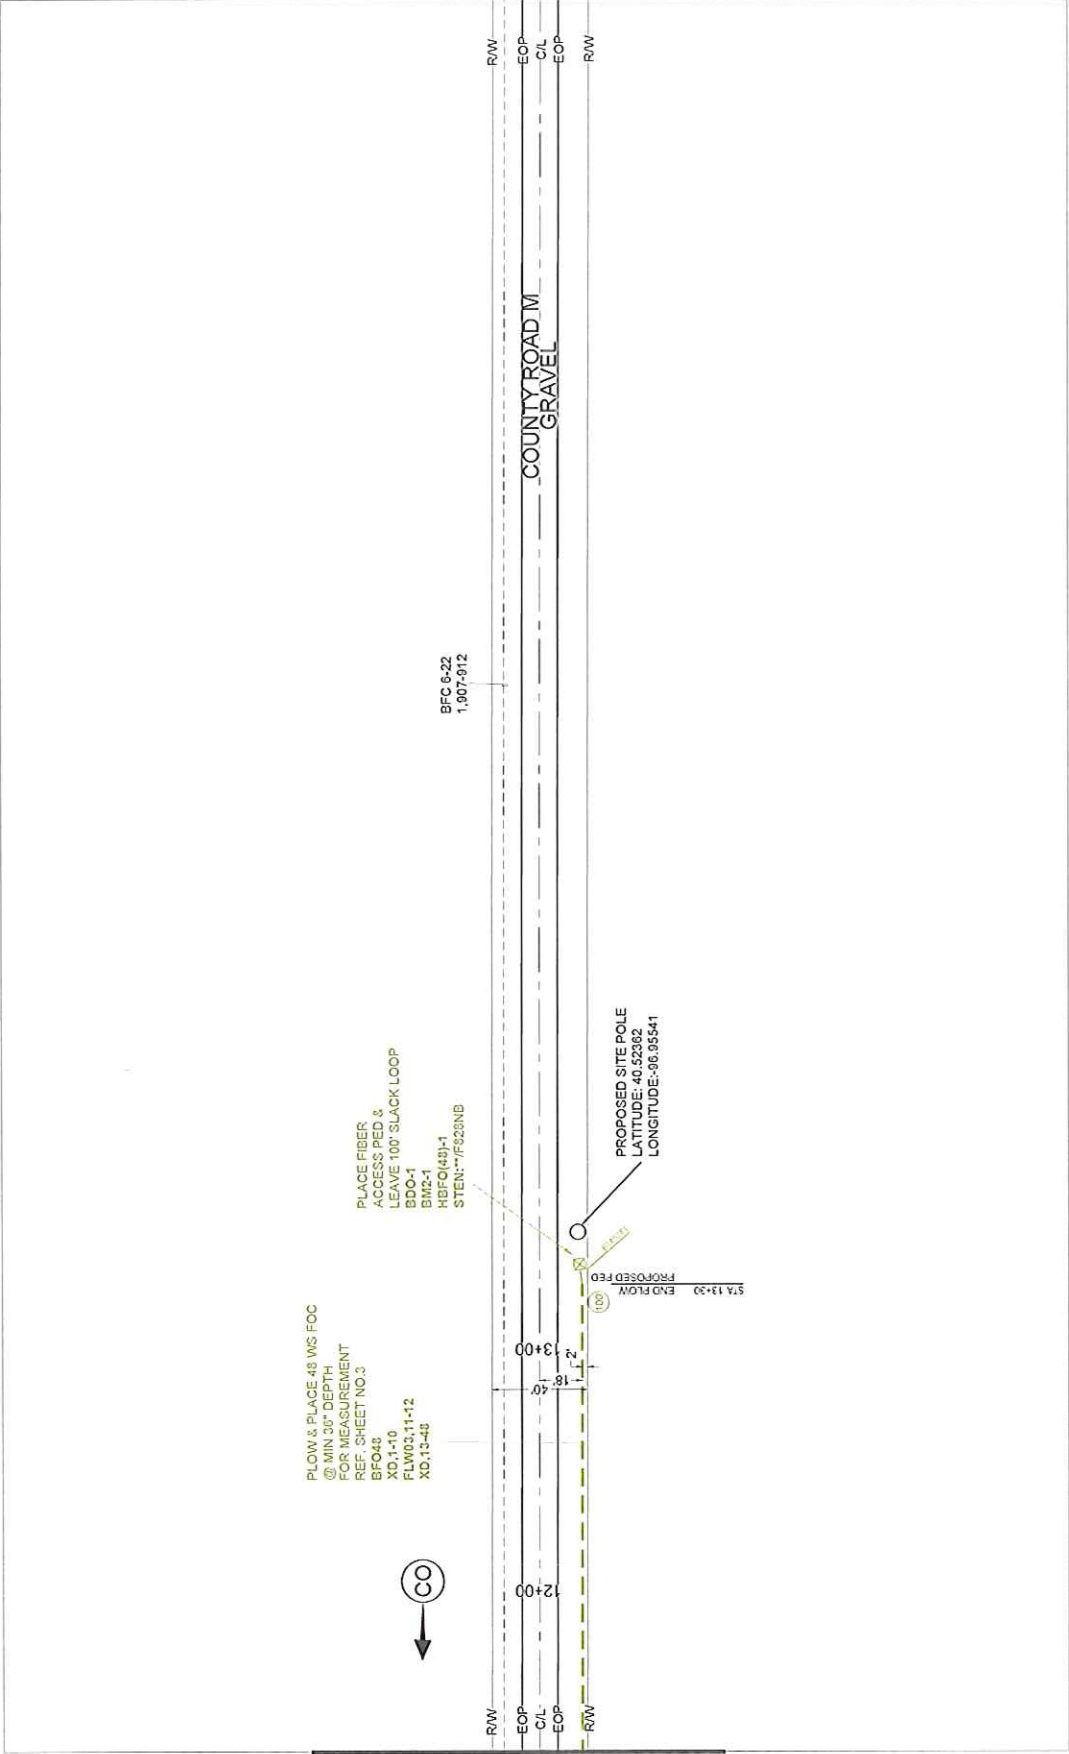 R/W
EOP
C/L
EOP
R/W
COUNTY ROAD M
GRAVEL
BFC 6-22
1,907-912
PLACE FIBER
ACCESS PED &
LEAVE 100' SLACK LOOP
BDO-1
BM2-1
HBFO(48)-1
PROPOSED SITE POLE
LATITUDE: 40.52362
LONGITUDE:-96.95541
PLOW & PLACE 48 WS FOC
@ MIN 36" DEPTH
FOR MEASUREMENT
REF. SHEET NO.3
BFO48
XD,1-10
FLW03,11-12
XD,13-48
STA 13+30
END PLOW
PROPOSED PED
100'
13+00
2'
18'
40'
12+00
CO
R/W
EOP
C/L
EOP
R/W